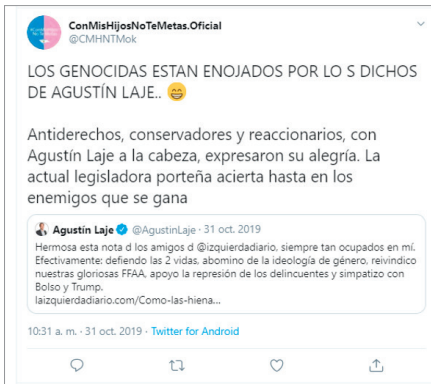 ConMisHijosNoTeMetas.Oficial
@CMHNTMok
LOS GENOCIDAS ESTAN ENOJADOS POR LO S DICHOS
DE AGUSTÍN LAJE.. 😁
Antiderechos, conservadores y reaccionarios, con
Agustín Laje a la cabeza, expresaron su alegría. La
actual legisladora porteña acierta hasta en los
enemigos que se gana
Agustín Laje @AgustinLaje · 31 oct. 2019
Hermosa esta nota d los amigos d @izquierdadiario, siempre tan ocupados en mí.
Efectivamente: defiendo las 2 vidas, abomino de la ideología de género, reivindico
nuestras gloriosas FFAA, apoyo la represión de los delincuentes y simpatizo con
Bolso y Trump.
laizquierdadiario.com/Como-las-hiena...
10:31 a. m. · 31 oct. 2019 · Twitter for Android